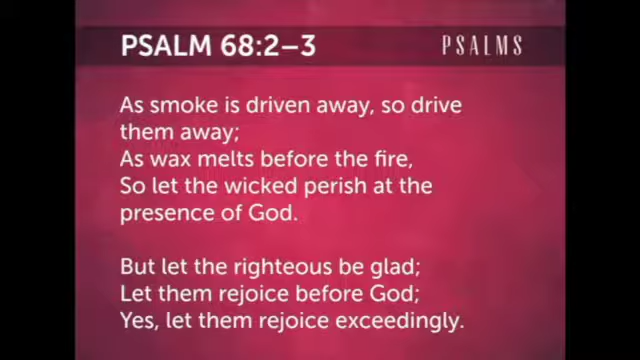 PSALM 68:2–3 PSALMS
As smoke is driven away, so drive
them away;
As wax melts before the fire,
So let the wicked perish at the
presence of God.
But let the righteous be glad;
Let them rejoice before God;
Yes, let them rejoice exceedingly.